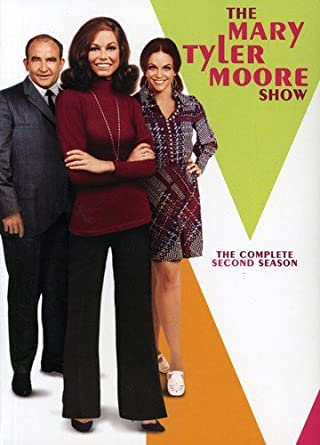 THE
MARY
TYLER
MOORE
SHOW
THE COMPLETE
SECOND SEASON